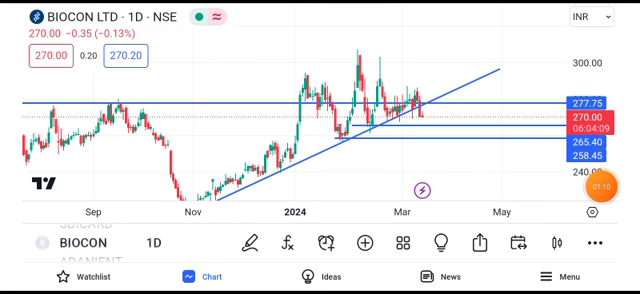 BIOCON LTD · 1D · NSE
INR
270.00 −0.35 (−0.13%)
270.00 0.20 270.20
300.00
277.75
270.00
06:04:09
265.40
258.45
240.00
01:10
Sep Nov 2024 Mar May
B BIOCON 1D
ADANIENT
Watchlist Chart Ideas News Menu